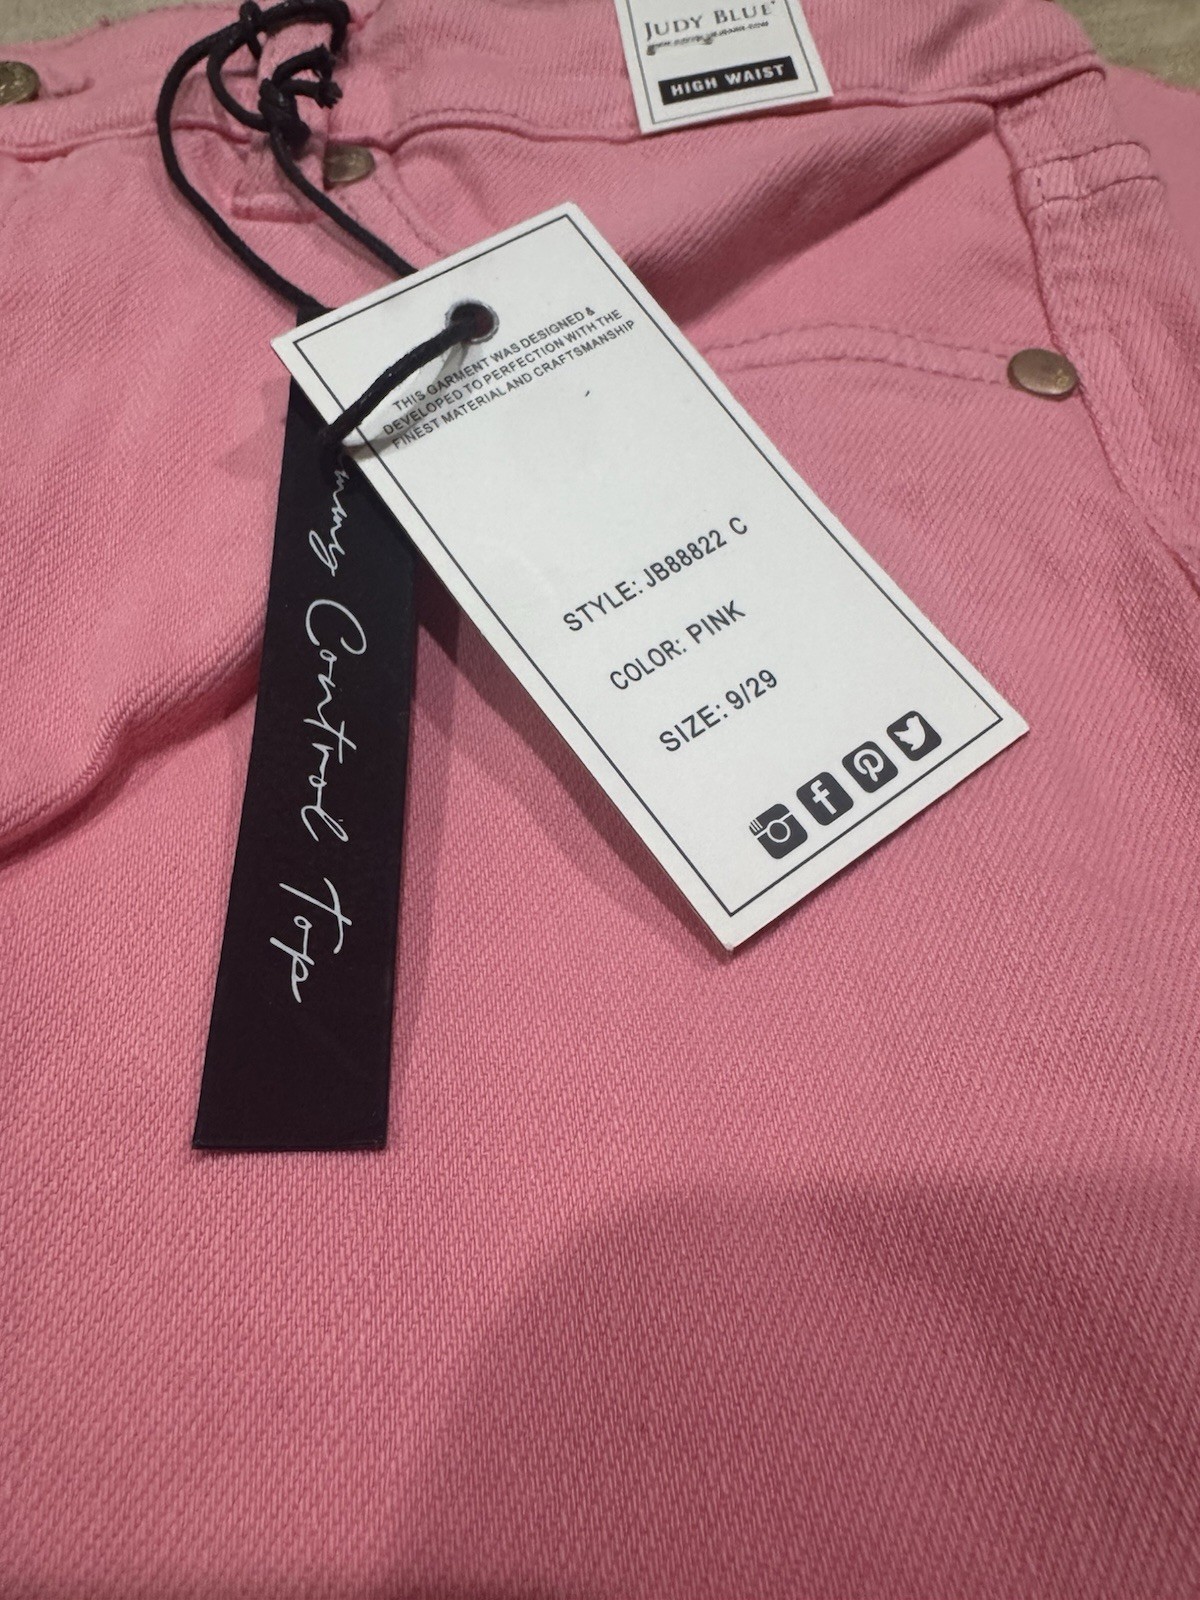 JUDY BLUE
HIGH WAIST
THIS GARMENT WAS DESIGNED &
DEVELOPED TO PERFECTION WITH THE
FINEST MATERIAL AND CRAFTSMANSHIP
STYLE: JB88822 C
COLOR: PINK
SIZE: 9/29
Control Top